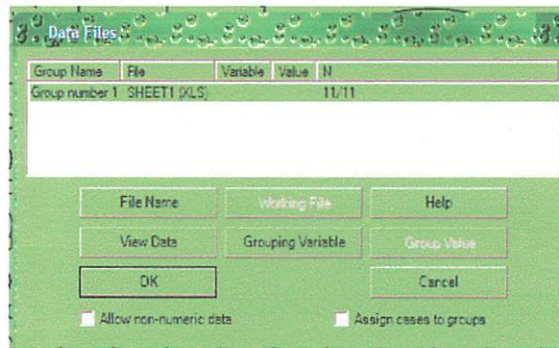 Data Files
Group Name File Variable Value N
Group number 1 SHEET1 (XLS) 11/11
File Name Working File Help
View Data Grouping Variable Group Value
OK Cancel
Allow non-numeric data Assign cases to groups